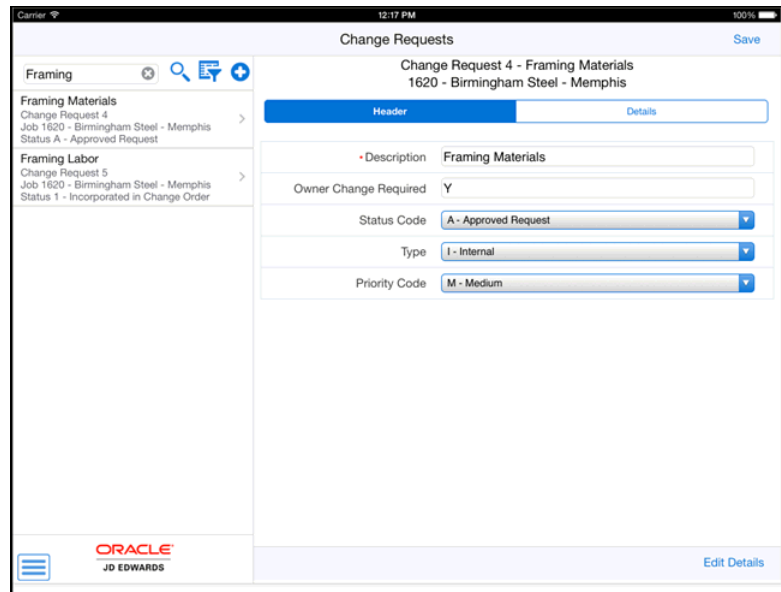 Carrier 12:17 PM 100%
Change Requests Save
Framing
Framing Materials
Change Request 4
Job 1620 - Birmingham Steel - Memphis
Status A - Approved Request
Framing Labor
Change Request 5
Job 1620 - Birmingham Steel - Memphis
Status 1 - Incorporated in Change Order
Change Request 4 - Framing Materials
1620 - Birmingham Steel - Memphis
Header Details
•Description Framing Materials
Owner Change Required Y
Status Code A - Approved Request
Type I - Internal
Priority Code M - Medium
ORACLE
JD EDWARDS
Edit Details